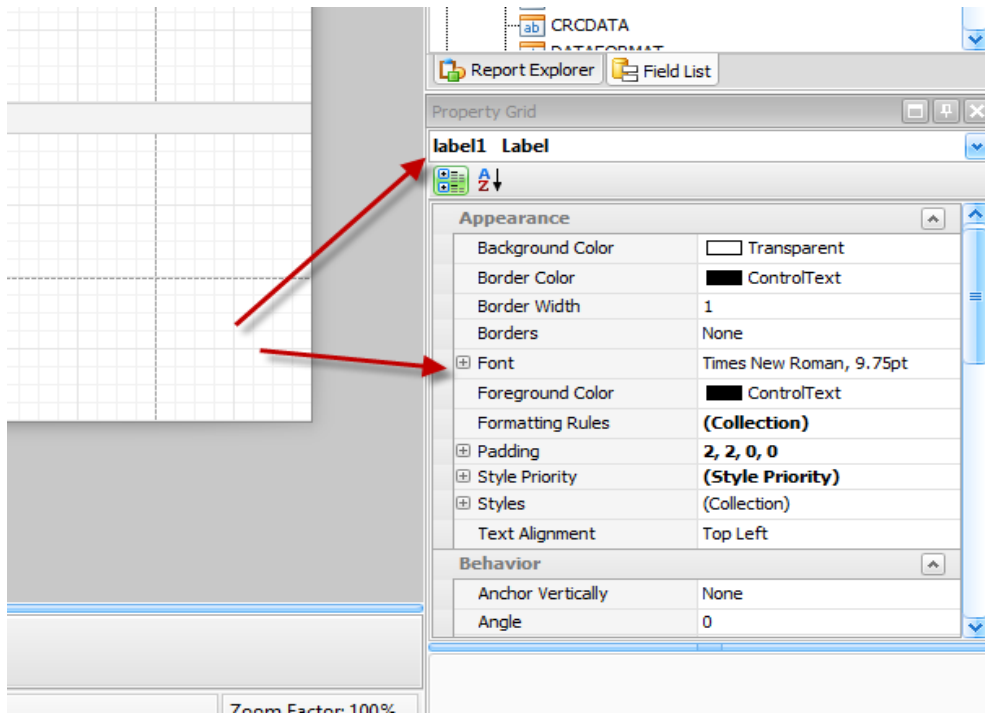 CRCDATA
DATAFORMAT
Report Explorer Field List
Property Grid
label1 Label
Appearance
Background Color Transparent
Border Color ControlText
Border Width 1
Borders None
Font Times New Roman, 9.75pt
Foreground Color ControlText
Formatting Rules (Collection)
Padding 2, 2, 0, 0
Style Priority (Style Priority)
Styles (Collection)
Text Alignment Top Left
Behavior
Anchor Vertically None
Angle 0
Zoom Factor: 100%